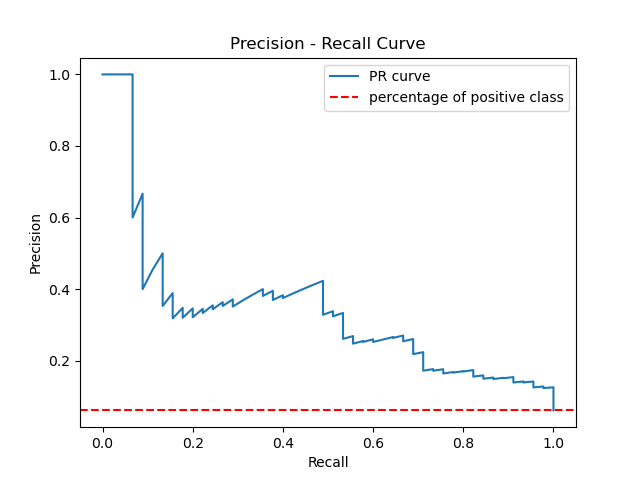 Precision - Recall Curve
PR curve
percentage of positive class
1.0
0.8
0.6
0.4
0.2
Precision
0.0
0.2
0.4
0.6
0.8
1.0
Recall